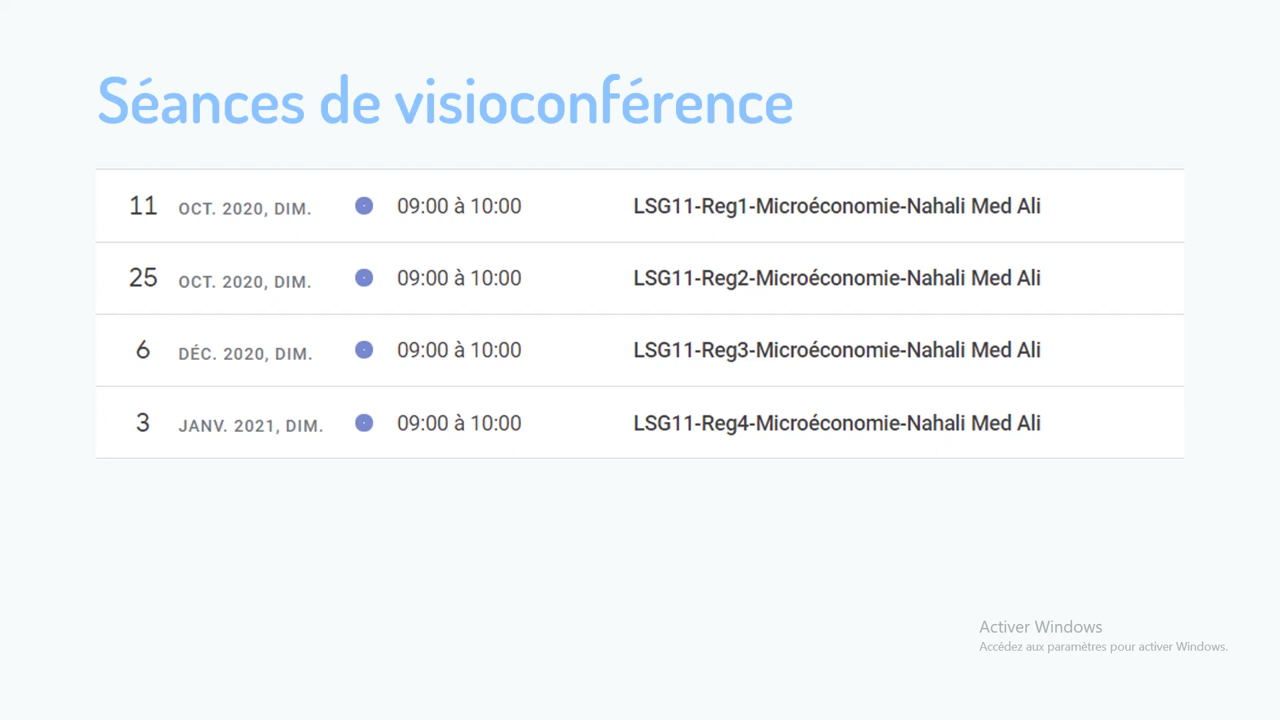 Séances de visioconférence
11 OCT. 2020, DIM. 09:00 à 10:00 LSG11-Reg1-Microéconomie-Nahali Med Ali
25 OCT. 2020, DIM. 09:00 à 10:00 LSG11-Reg2-Microéconomie-Nahali Med Ali
6 DÉC. 2020, DIM. 09:00 à 10:00 LSG11-Reg3-Microéconomie-Nahali Med Ali
3 JANV. 2021, DIM. 09:00 à 10:00 LSG11-Reg4-Microéconomie-Nahali Med Ali
Activer Windows
Accédez aux paramètres pour activer Windows.